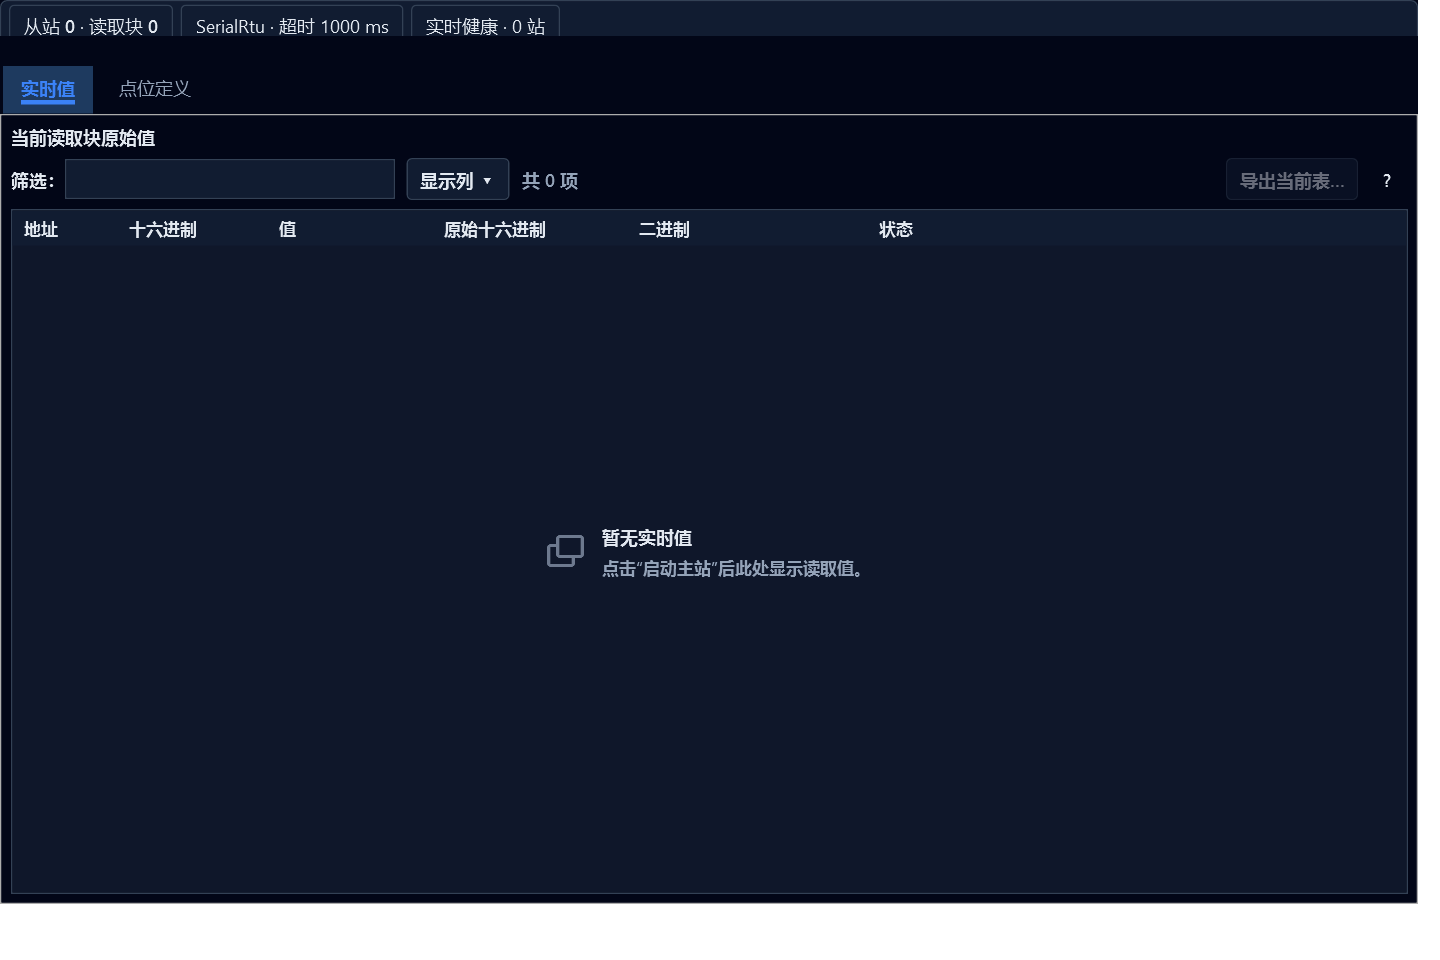 从站 0 · 读取块 0 SerialRtu · 超时 1000 ms 实时健康 · 0 站
实时值 点位定义
当前读取块原始值
筛选： 显示列 ▼ 共 0 项 导出当前表... ?
地址 十六进制 值 原始十六进制 二进制 状态
暂无实时值
点击“启动主站”后此处显示读取值。